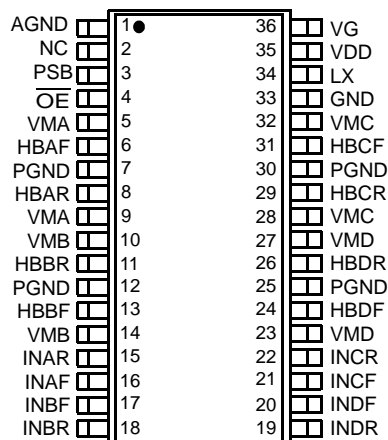 AGND 1 36 VG
NC 2 35 VDD
PSB 3 34 LX
OE 4 33 GND
VMA 5 32 VMC
HBAF 6 31 HBCF
PGND 7 30 PGND
HBAR 8 29 HBCR
VMA 9 28 VMC
VMB 10 27 VMD
HBBR 11 26 HBDR
PGND 12 25 PGND
HBBF 13 24 HBDF
VMB 14 23 VMD
INAR 15 22 INCR
INAF 16 21 INCF
INBF 17 20 INDF
INBR 18 19 INDR